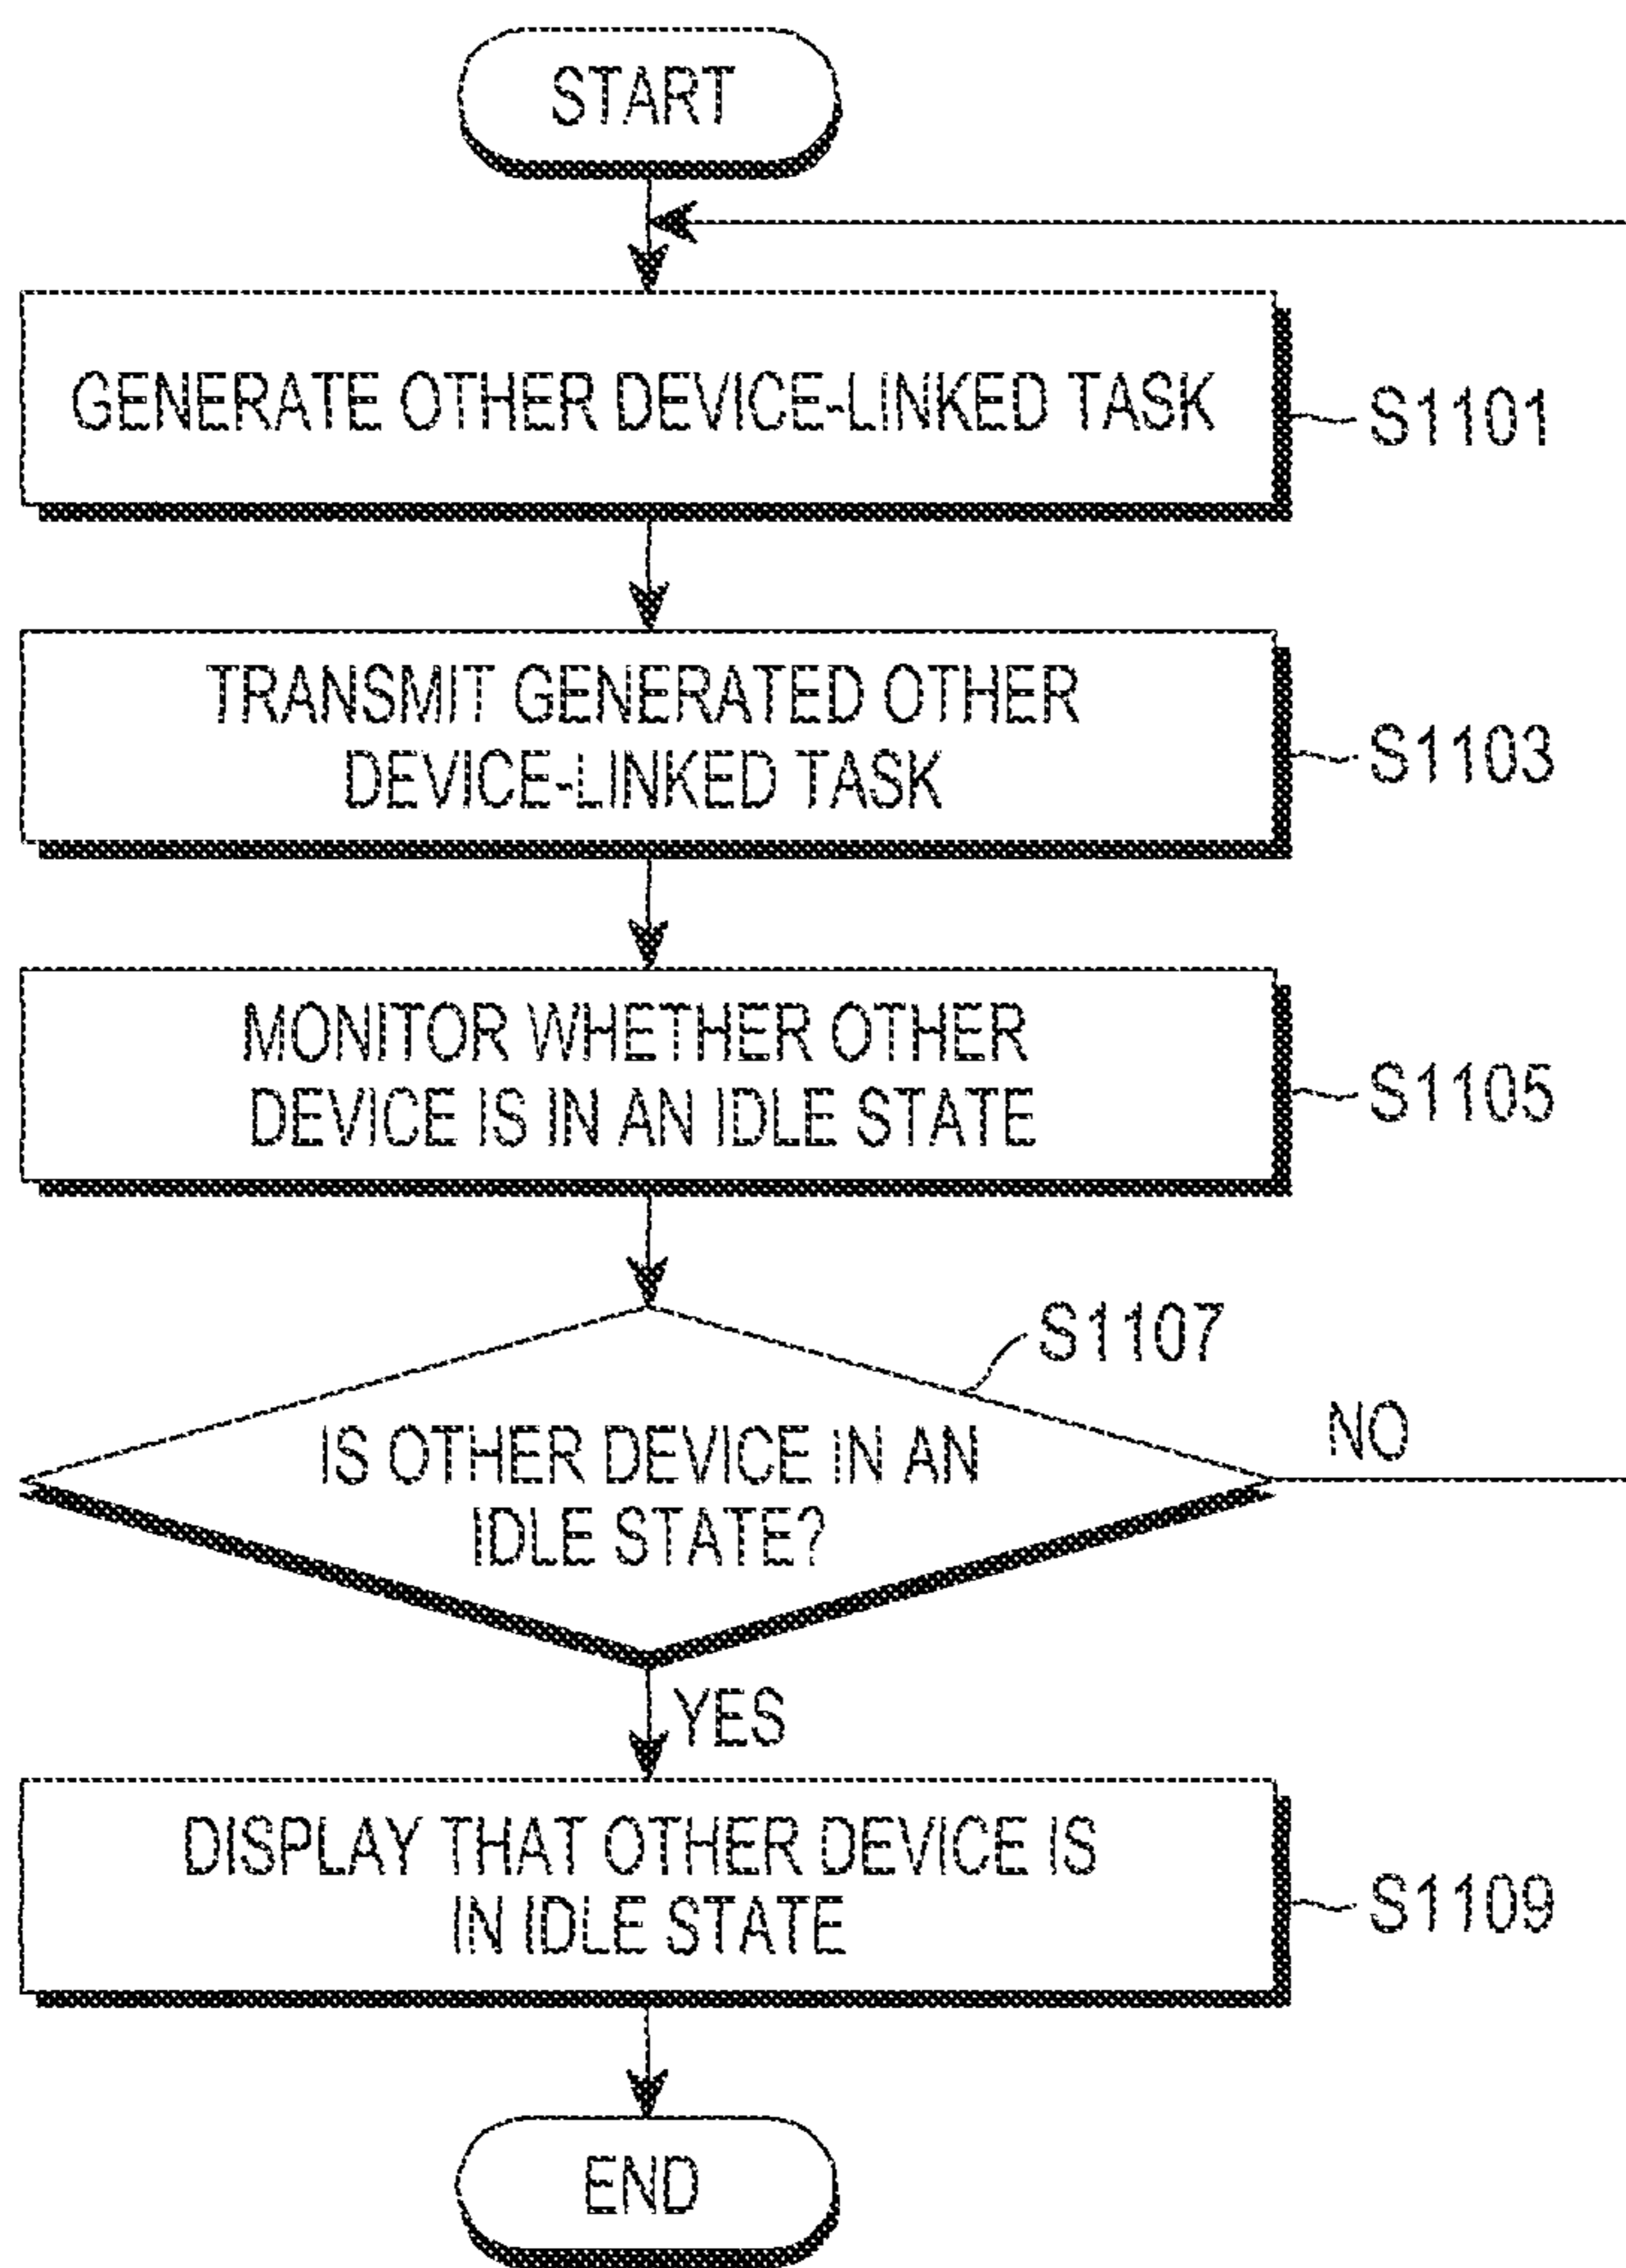 START
GENERATE OTHER DEVICE-LINKED TASK
S1101
TRANSMIT GENERATED OTHER
DEVICE-LINKED TASK
S1103
MONITOR WHETHER OTHER
DEVICE IS IN AN IDLE STATE
S1105
S1107
IS OTHER DEVICE IN AN
IDLE STATE?
NO
YES
DISPLAY THAT OTHER DEVICE IS
IN IDLE STATE
S1109
END